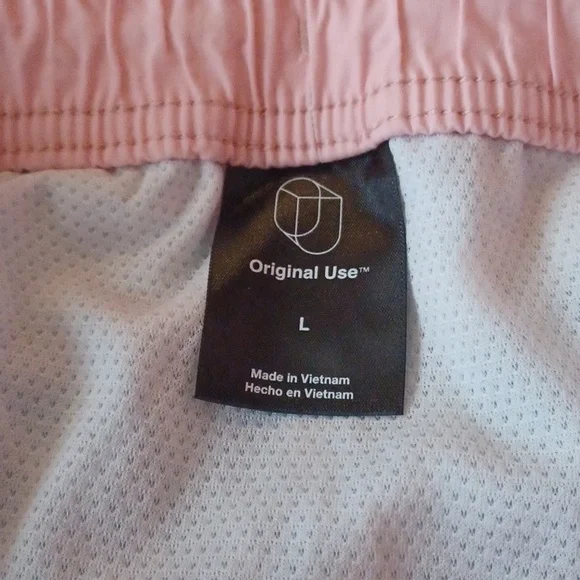 Original Use™
L
Made in Vietnam
Hecho en Vietnam